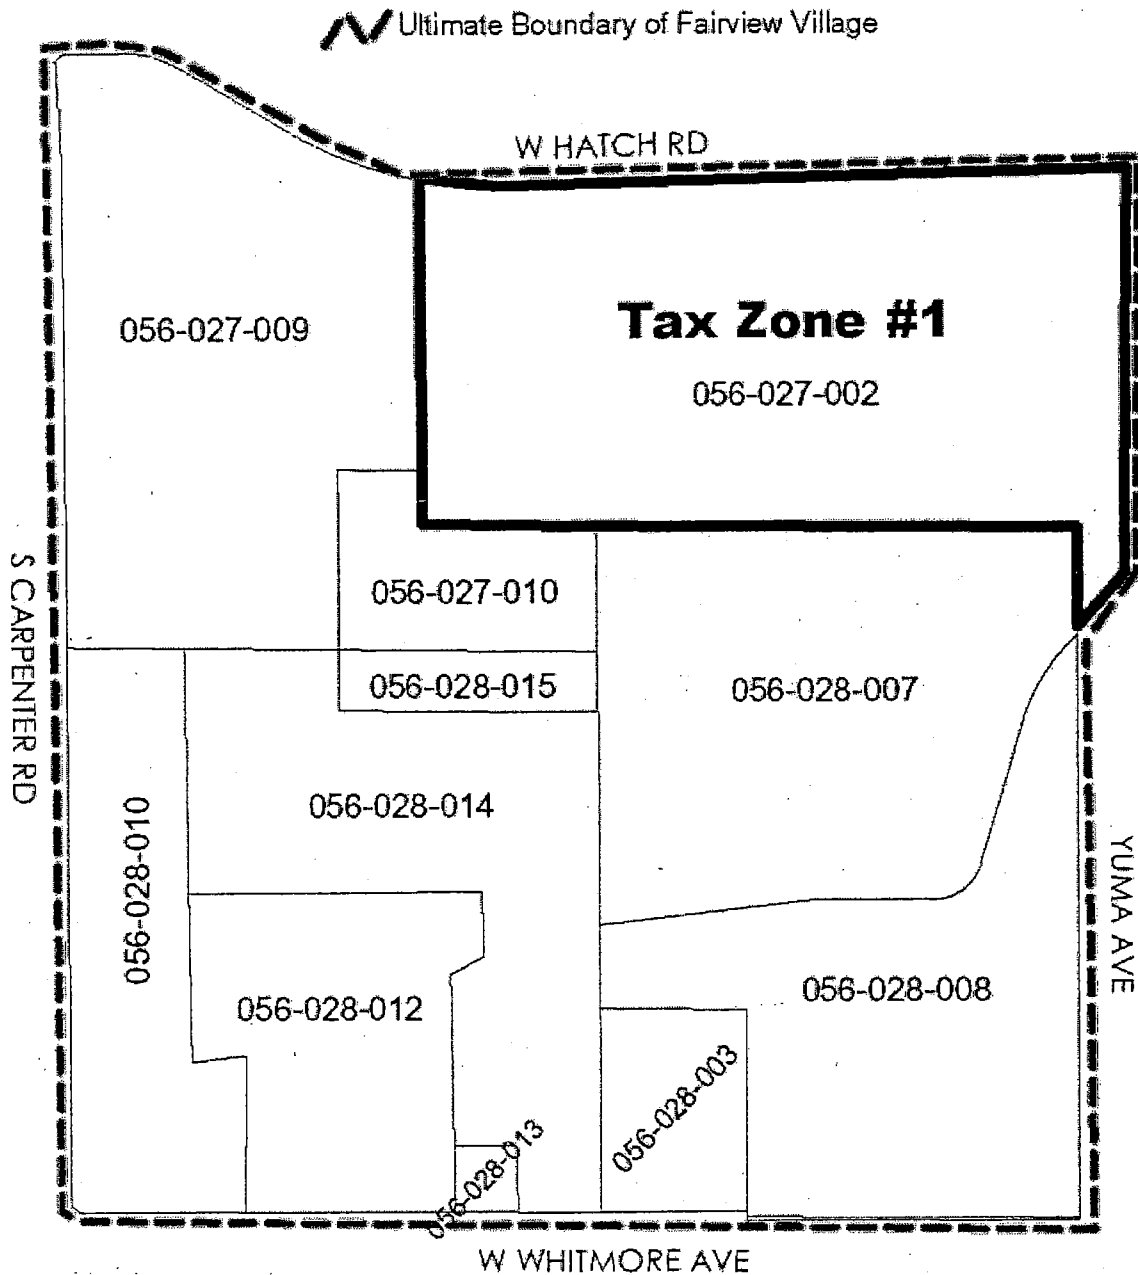 Ultimate Boundary of Fairview Village
W HATCH RD
Tax Zone #1
056-027-009
056-027-002
S CARPENTER RD
056-027-010
056-028-015
056-028-007
056-028-014
056-028-010
YUMA AVE
056-028-012
056-028-008
056-028-003
056-028-013
W WHITMORE AVE